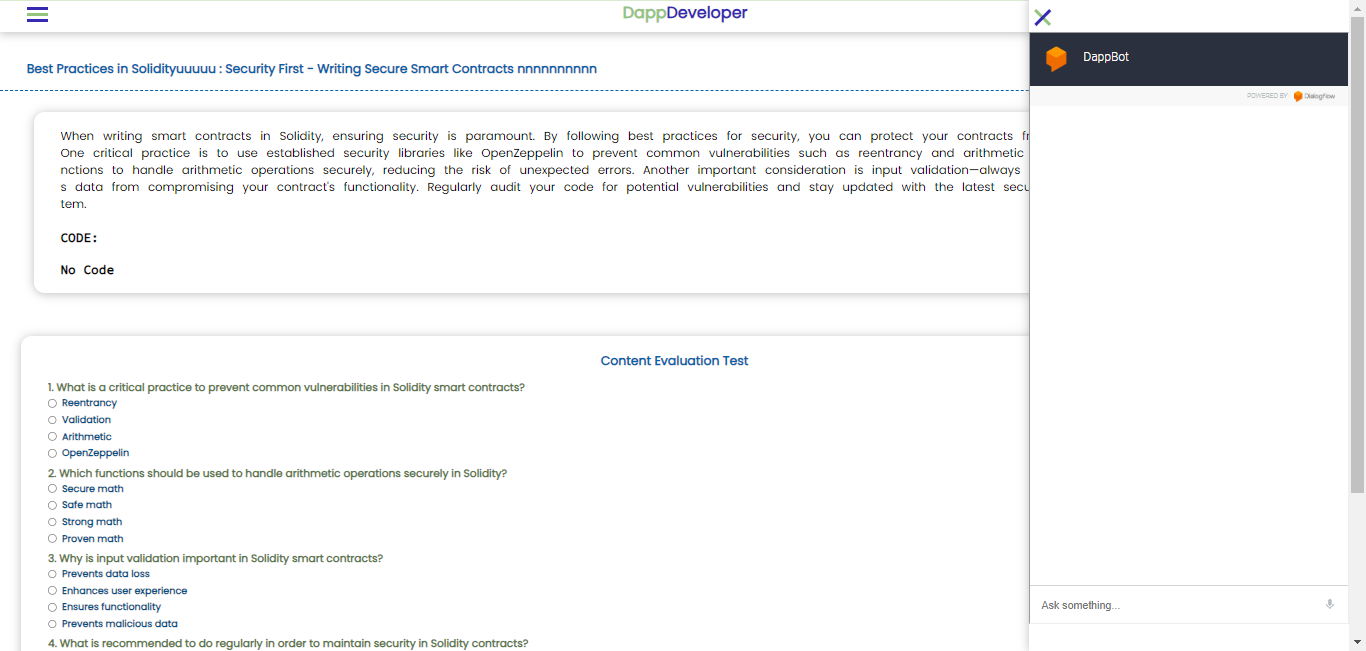 DappDeveloper
Best Practices in Solidityuuuuu : Security First - Writing Secure Smart Contracts nnnnnnnnnn
When writing smart contracts in Solidity, ensuring security is paramount. By following best practices for security, you can protect your contracts fr
One critical practice is to use established security libraries like OpenZeppelin to prevent common vulnerabilities such as reentrancy and arithmetic
nctions to handle arithmetic operations securely, reducing the risk of unexpected errors. Another important consideration is input validation—always
s data from compromising your contract's functionality. Regularly audit your code for potential vulnerabilities and stay updated with the latest secu
tem.
CODE:
No Code
Content Evaluation Test
1. What is a critical practice to prevent common vulnerabilities in Solidity smart contracts?
Reentrancy
Validation
Arithmetic
OpenZeppelin
2. Which functions should be used to handle arithmetic operations securely in Solidity?
Secure math
Safe math
Strong math
Proven math
3. Why is input validation important in Solidity smart contracts?
Prevents data loss
Enhances user experience
Ensures functionality
Prevents malicious data
4. What is recommended to do regularly in order to maintain security in Solidity contracts?
DappBot
POWERED BY Dialogflow
Ask something...